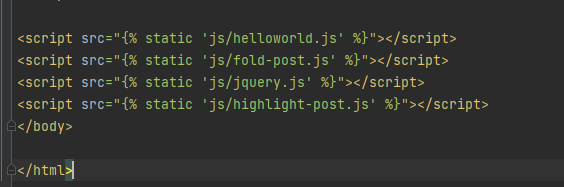 <script src="{% static 'js/helloworld.js' %}"></script>
<script src="{% static 'js/fold-post.js' %}"></script>
<script src="{% static 'js/jquery.js' %}"></script>
<script src="{% static 'js/highlight-post.js' %}"></script>
</body>
</html>